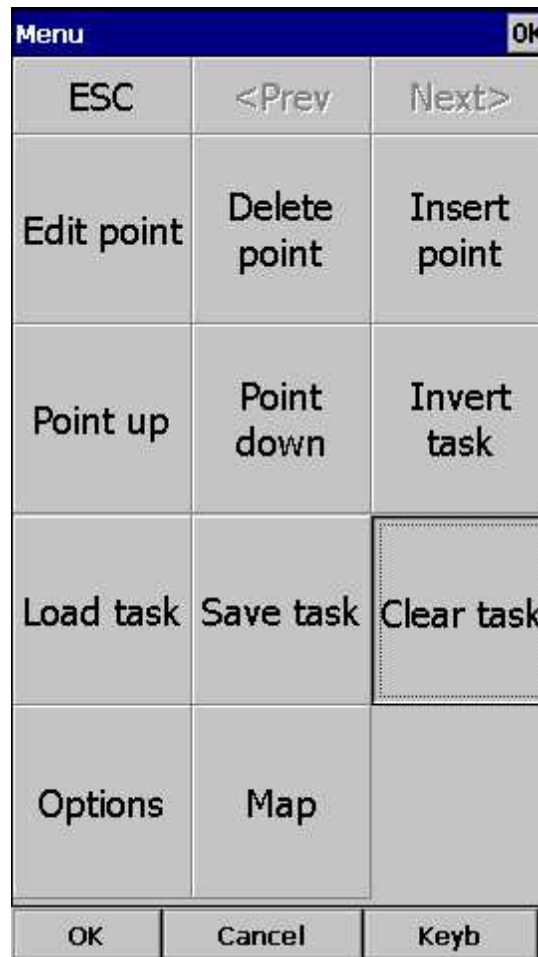 Menu OK
ESC <Prev Next>
Edit point Delete point Insert point
Point up Point down Invert task
Load task Save task Clear task
Options Map
OK Cancel Keyb